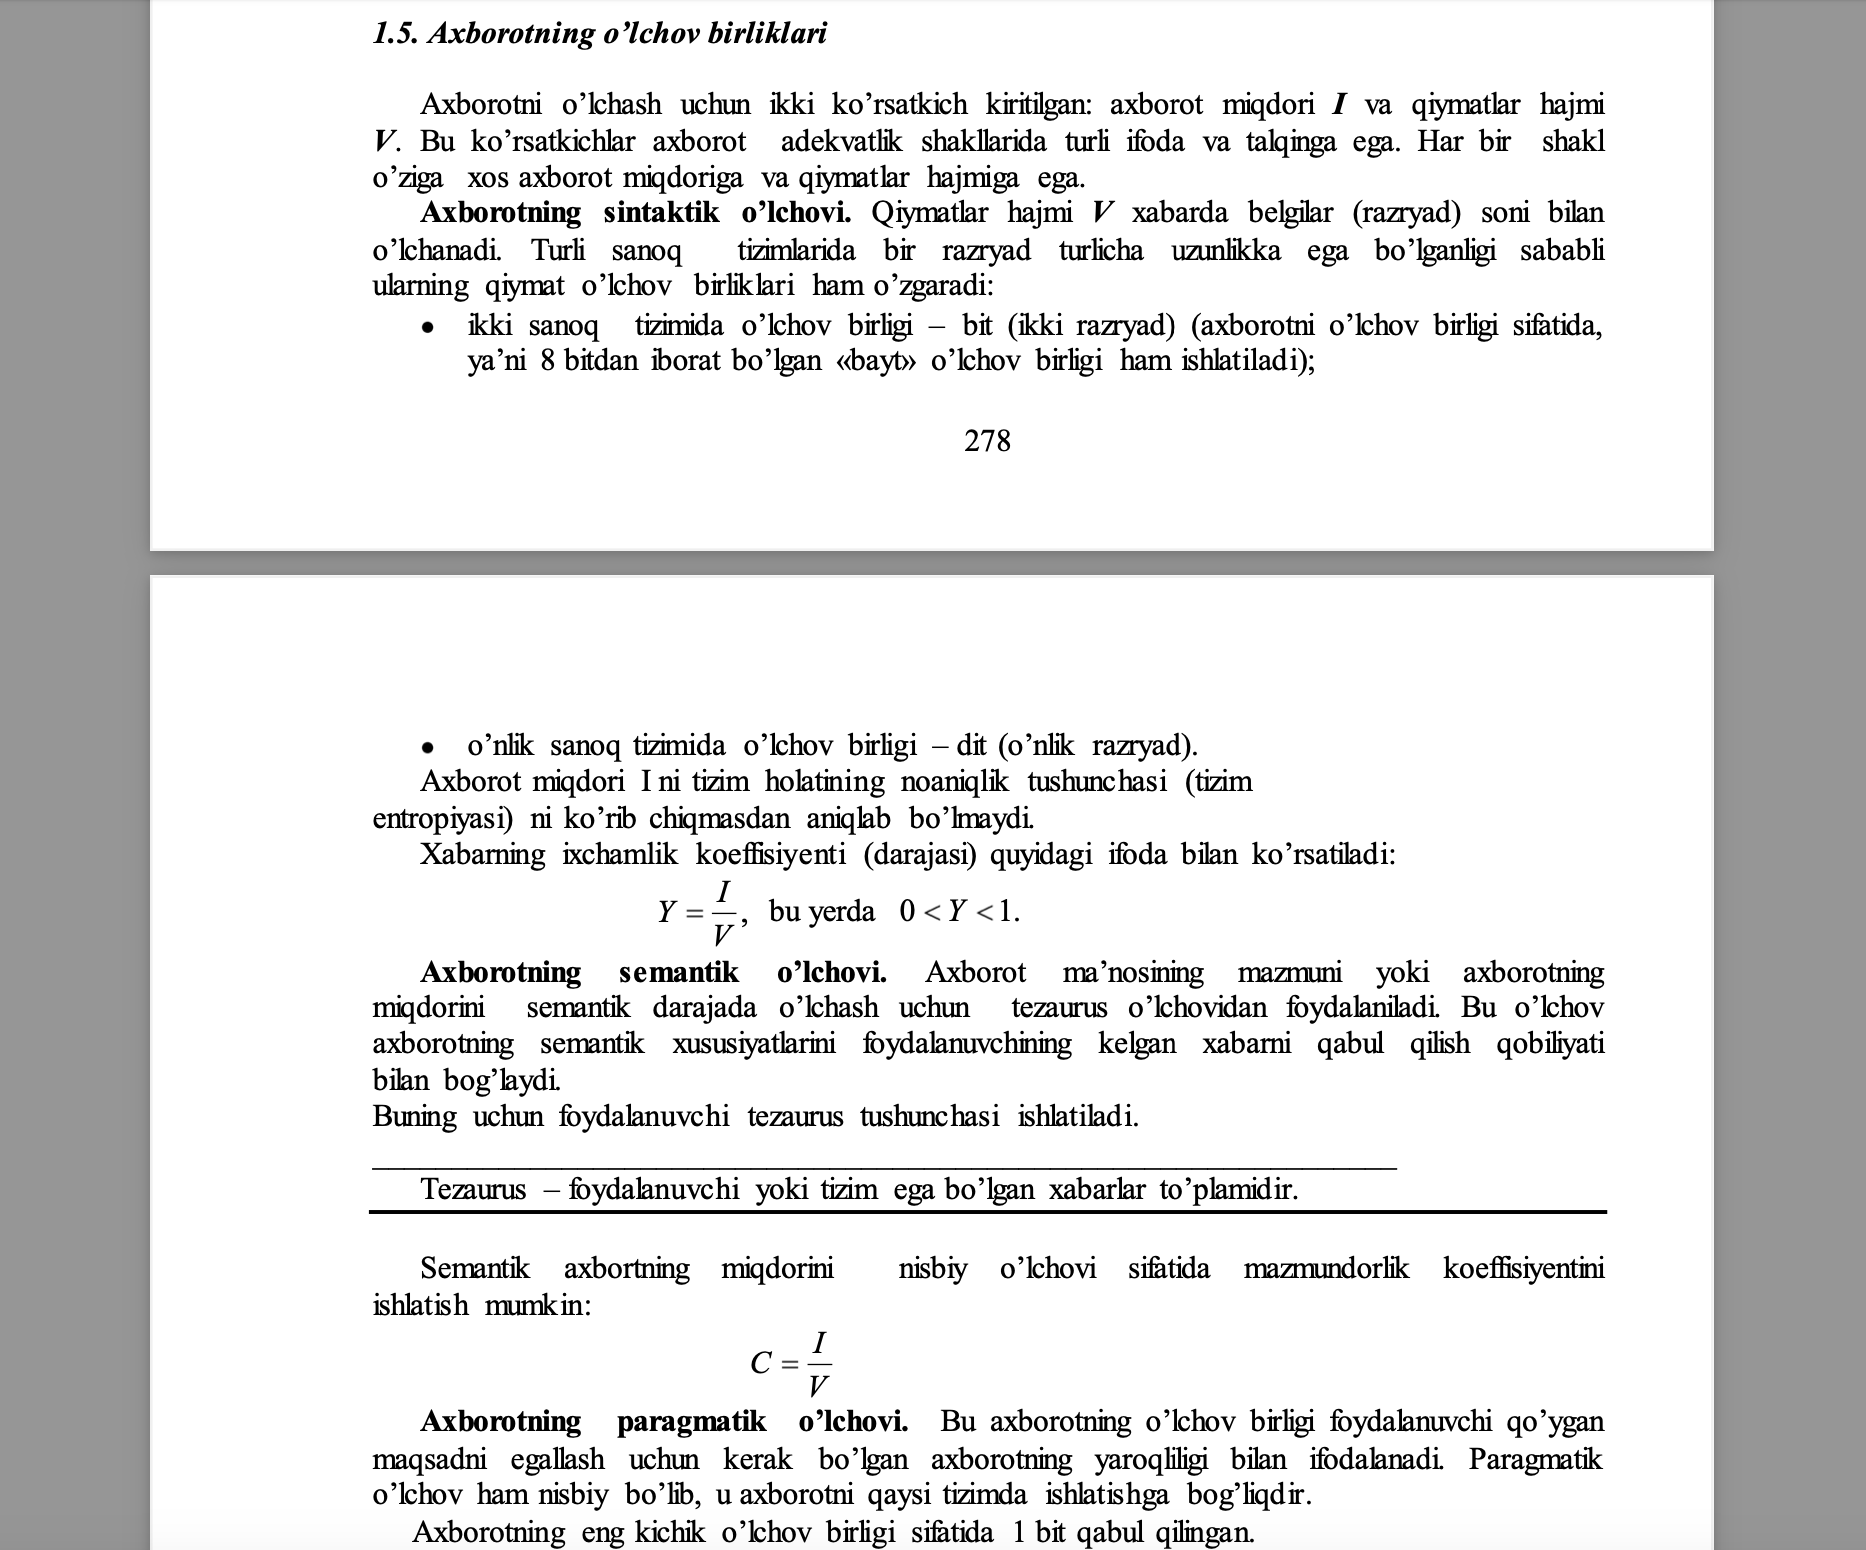 1.5. Axborotning o’lchov birliklari
Axborotni o’lchash uchun ikki ko’rsatkich kiritilgan: axborot miqdori I va qiymatlar hajmi
V. Bu ko’rsatkichlar axborot adekvatlik shakllarida turli ifoda va talqinga ega. Har bir shakl
o’ziga xos axborot miqdoriga va qiymatlar hajmiga ega.
Axborotning sintaktik o’lchovi. Qiymatlar hajmi V xabarda belgilar (razryad) soni bilan
o’lchanadi. Turli sanoq tizimlarida bir razryad turlicha uzunlikka ega bo’lganligi sababli
ularning qiymat o’lchov birliklari ham o’zgaradi:
• ikki sanoq tizimida o’lchov birligi – bit (ikki razryad) (axborotni o’lchov birligi sifatida,
ya’ni 8 bitdan iborat bo’lgan «bayt» o’lchov birligi ham ishlatiladi);
278
• o’nlik sanoq tizimida o’lchov birligi – dit (o’nlik razryad).
Axborot miqdori I ni tizim holatining noaniqlik tushunchasi (tizim
entropiyasi) ni ko’rib chiqmasdan aniqlab bo’lmaydi.
Xabarning ixchamlik koeffisiyenti (darajasi) quyidagi ifoda bilan ko’rsatiladi:
Y = I/V, bu yerda 0 < Y < 1.
Axborotning semantik o’lchovi. Axborot ma’nosining mazmuni yoki axborotning
miqdorini semantik darajada o’lchash uchun tezaurus o’lchovidan foydalaniladi. Bu o’lchov
axborotning semantik xususiyatlarini foydalanuvchining kelgan xabarni qabul qilish qobiliyati
bilan bog’laydi.
Buning uchun foydalanuvchi tezaurus tushunchasi ishlatiladi.
Tezaurus – foydalanuvchi yoki tizim ega bo’lgan xabarlar to’plamidir.
Semantik axbortning miqdorini nisbiy o’lchovi sifatida mazmundorlik koeffisiyentini
ishlatish mumkin:
C = I/V
Axborotning paragmatik o’lchovi. Bu axborotning o’lchov birligi foydalanuvchi qo’ygan
maqsadni egallash uchun kerak bo’lgan axborotning yaroqliligi bilan ifodalanadi. Paragmatik
o’lchov ham nisbiy bo’lib, u axborotni qaysi tizimda ishlatishga bog’liqdir.
Axborotning eng kichik o’lchov birligi sifatida 1 bit qabul qilingan.